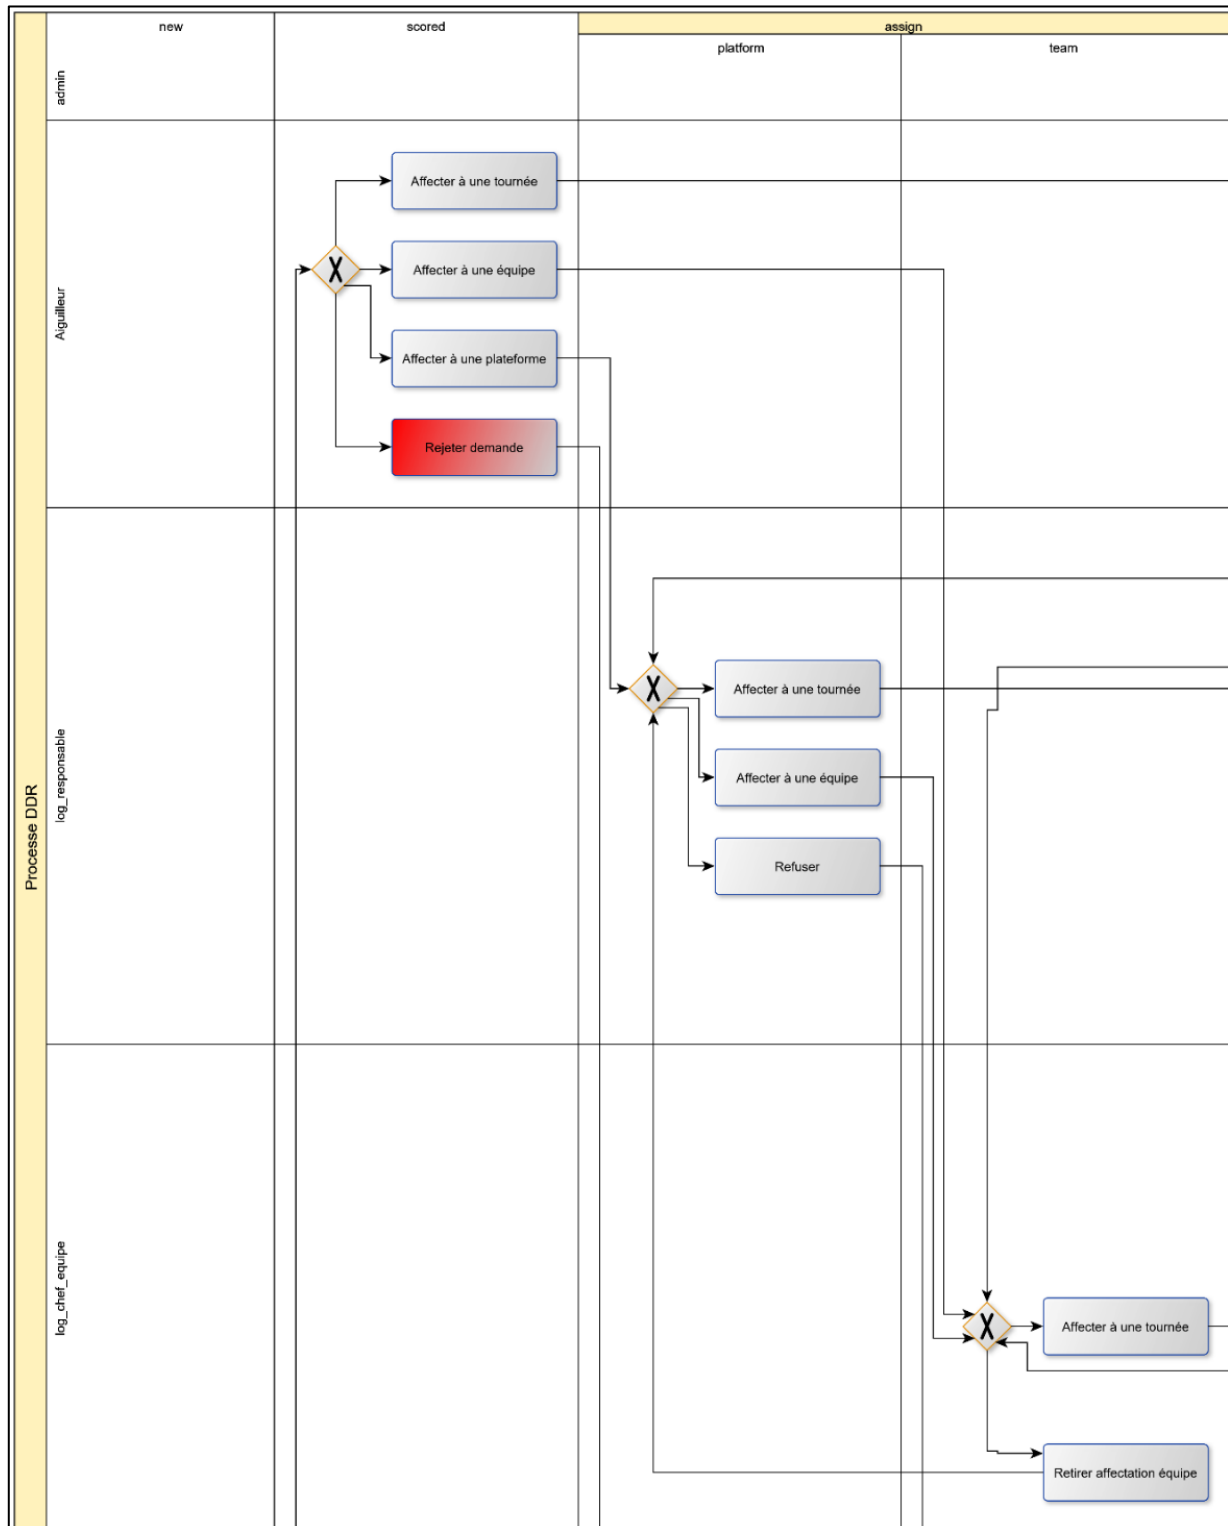 Processe DDR
new
scored
assign
platform
team
admin
Aiguilleur
Affecter à une tournée
X
Affecter à une équipe
Affecter à une plateforme
Rejeter demande
log_responsable
X
Affecter à une tournée
Affecter à une équipe
Refuser
log_chef_equipe
X
Affecter à une tournée
Retirer affectation équipe